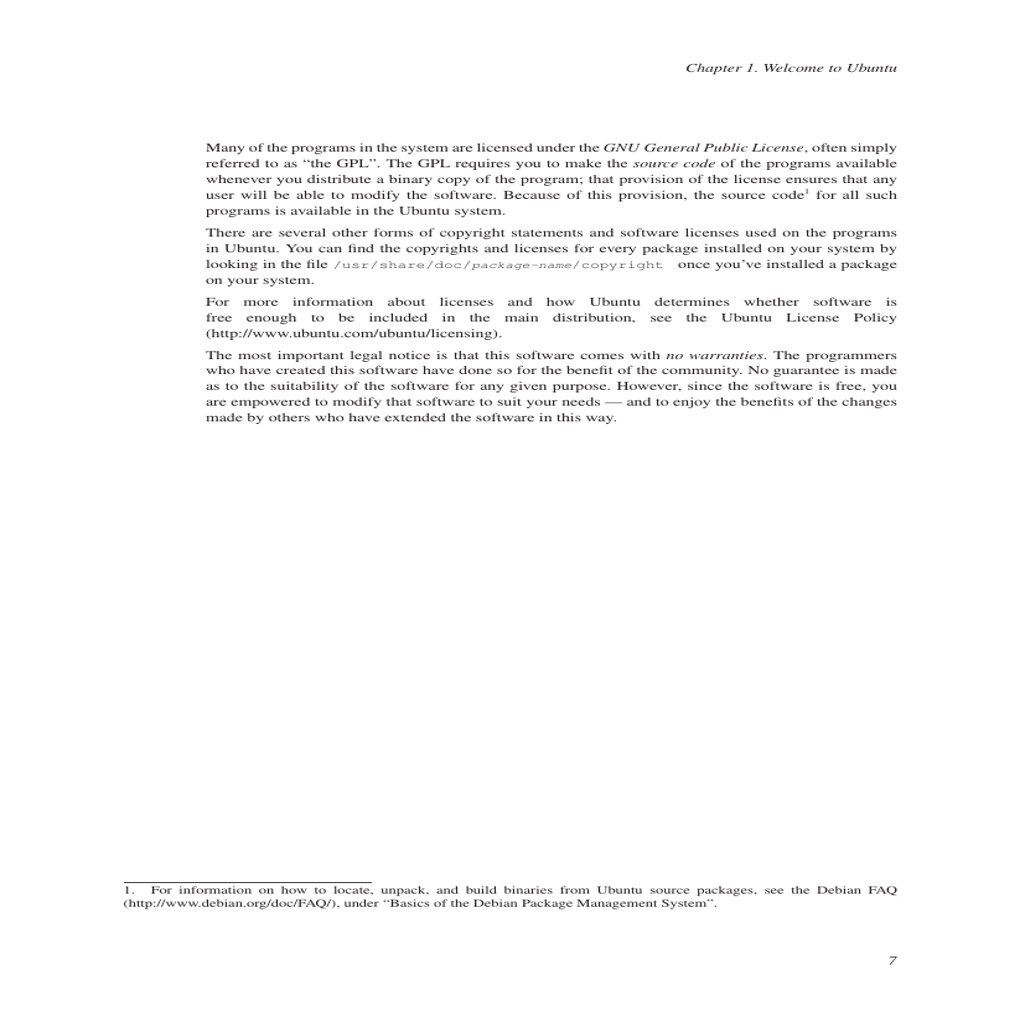 Chapter 1. Welcome to Ubuntu
Many of the programs in the system are licensed under the GNU General Public License, often simply
referred to as “the GPL”. The GPL requires you to make the source code of the programs available
whenever you distribute a binary copy of the program; that provision of the license ensures that any
user will be able to modify the software. Because of this provision, the source code1 for all such
programs is available in the Ubuntu system.
There are several other forms of copyright statements and software licenses used on the programs
in Ubuntu. You can find the copyrights and licenses for every package installed on your system by
looking in the file /usr/share/doc/package-name/copyright once you’ve installed a package
on your system.
For more information about licenses and how Ubuntu determines whether software is
free enough to be included in the main distribution, see the Ubuntu License Policy
(http://www.ubuntu.com/ubuntu/licensing).
The most important legal notice is that this software comes with no warranties. The programmers
who have created this software have done so for the benefit of the community. No guarantee is made
as to the suitability of the software for any given purpose. However, since the software is free, you
are empowered to modify that software to suit your needs — and to enjoy the benefits of the changes
made by others who have extended the software in this way.
1. For information on how to locate, unpack, and build binaries from Ubuntu source packages, see the Debian FAQ
(http://www.debian.org/doc/FAQ/), under “Basics of the Debian Package Management System”.
7